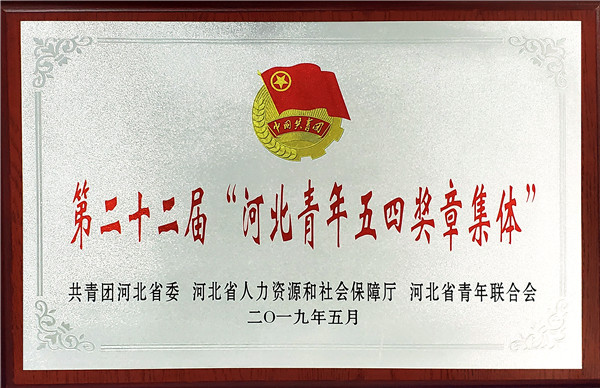 中国共青团
第二十二届“河北青年五四奖章集体”
共青团河北省委 河北省人力资源和社会保障厅 河北省青年联合会
二〇一九年五月